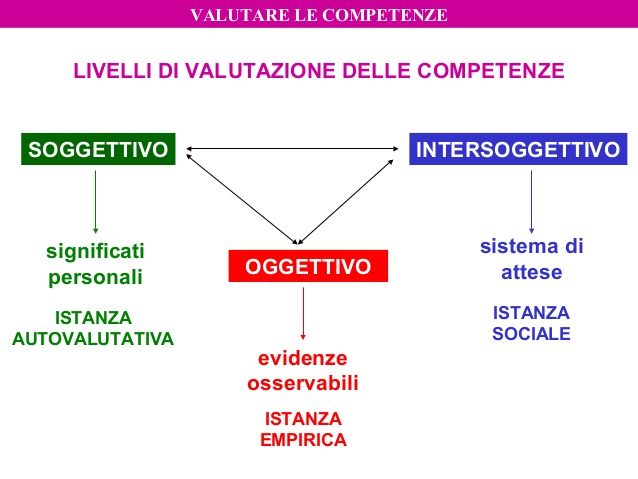 VALUTARE LE COMPETENZE
LIVELLI DI VALUTAZIONE DELLE COMPETENZE
SOGGETTIVO
INTERSOGGETTIVO
OGGETTIVO
significati
personali
ISTANZA
AUTOVALUTATIVA
evidenze
osservabili
ISTANZA
EMPIRICA
sistema di
attese
ISTANZA
SOCIALE